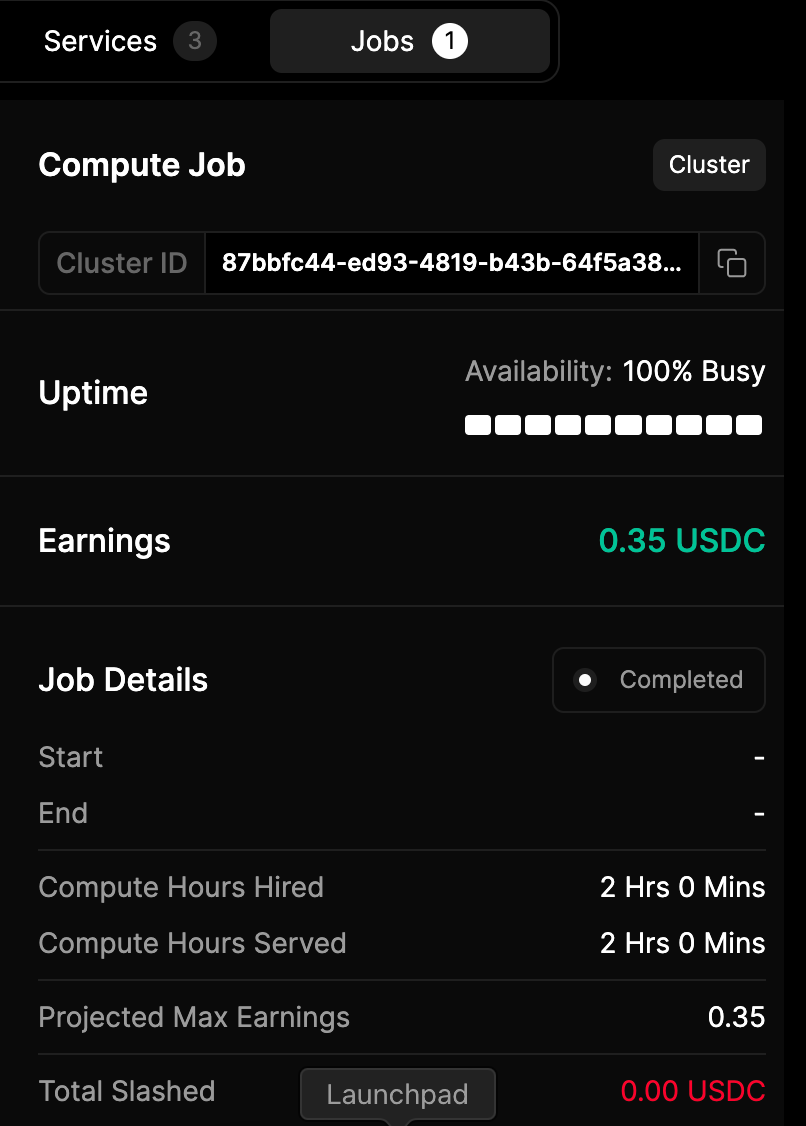 Services 3 Jobs 1
Compute Job Cluster
Cluster ID 87bbfc44-ed93-4819-b43b-64f5a38...
Availability: 100% Busy
Uptime
Earnings 0.35 USDC
Job Details Completed
Start -
End -
Compute Hours Hired 2 Hrs 0 Mins
Compute Hours Served 2 Hrs 0 Mins
Projected Max Earnings 0.35
Total Slashed Launchpad 0.00 USDC